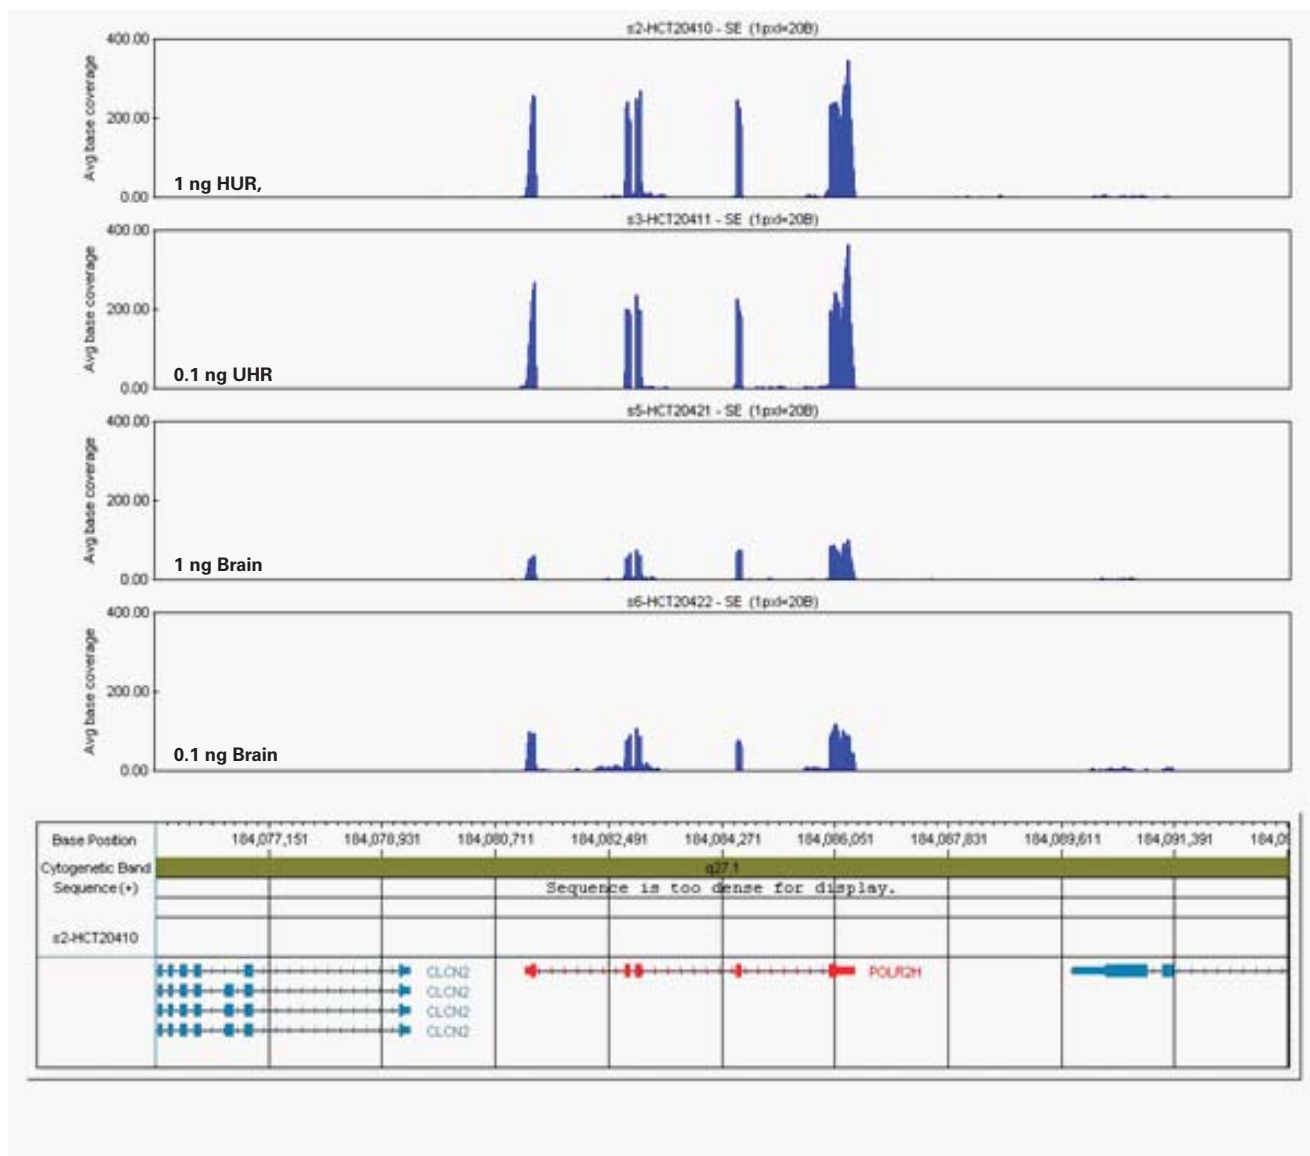 s2-HCT20410 - SE (1pxl=20B)
400.00
200.00
0.00
Avg base coverage
1 ng HUR,
s3-HCT20411 - SE (1pxl=20B)
400.00
200.00
0.00
Avg base coverage
0.1 ng UHR
s5-HCT20421 - SE (1pxl=20B)
400.00
200.00
0.00
Avg base coverage
1 ng Brain
s6-HCT20422 - SE (1pxl=20B)
400.00
200.00
0.00
Avg base coverage
0.1 ng Brain
Base Position 184,077,151 184,078,931 184,080,711 184,082,491 184,084,271 184,086,051 184,087,831 184,089,611 184,091,391 184,09
Cytogenetic Band q27.1
Sequence (+) Sequence is too dense for display.
s2-HCT20410
CLCN2 POLR2H
CLCN2
CLCN2
CLCN2